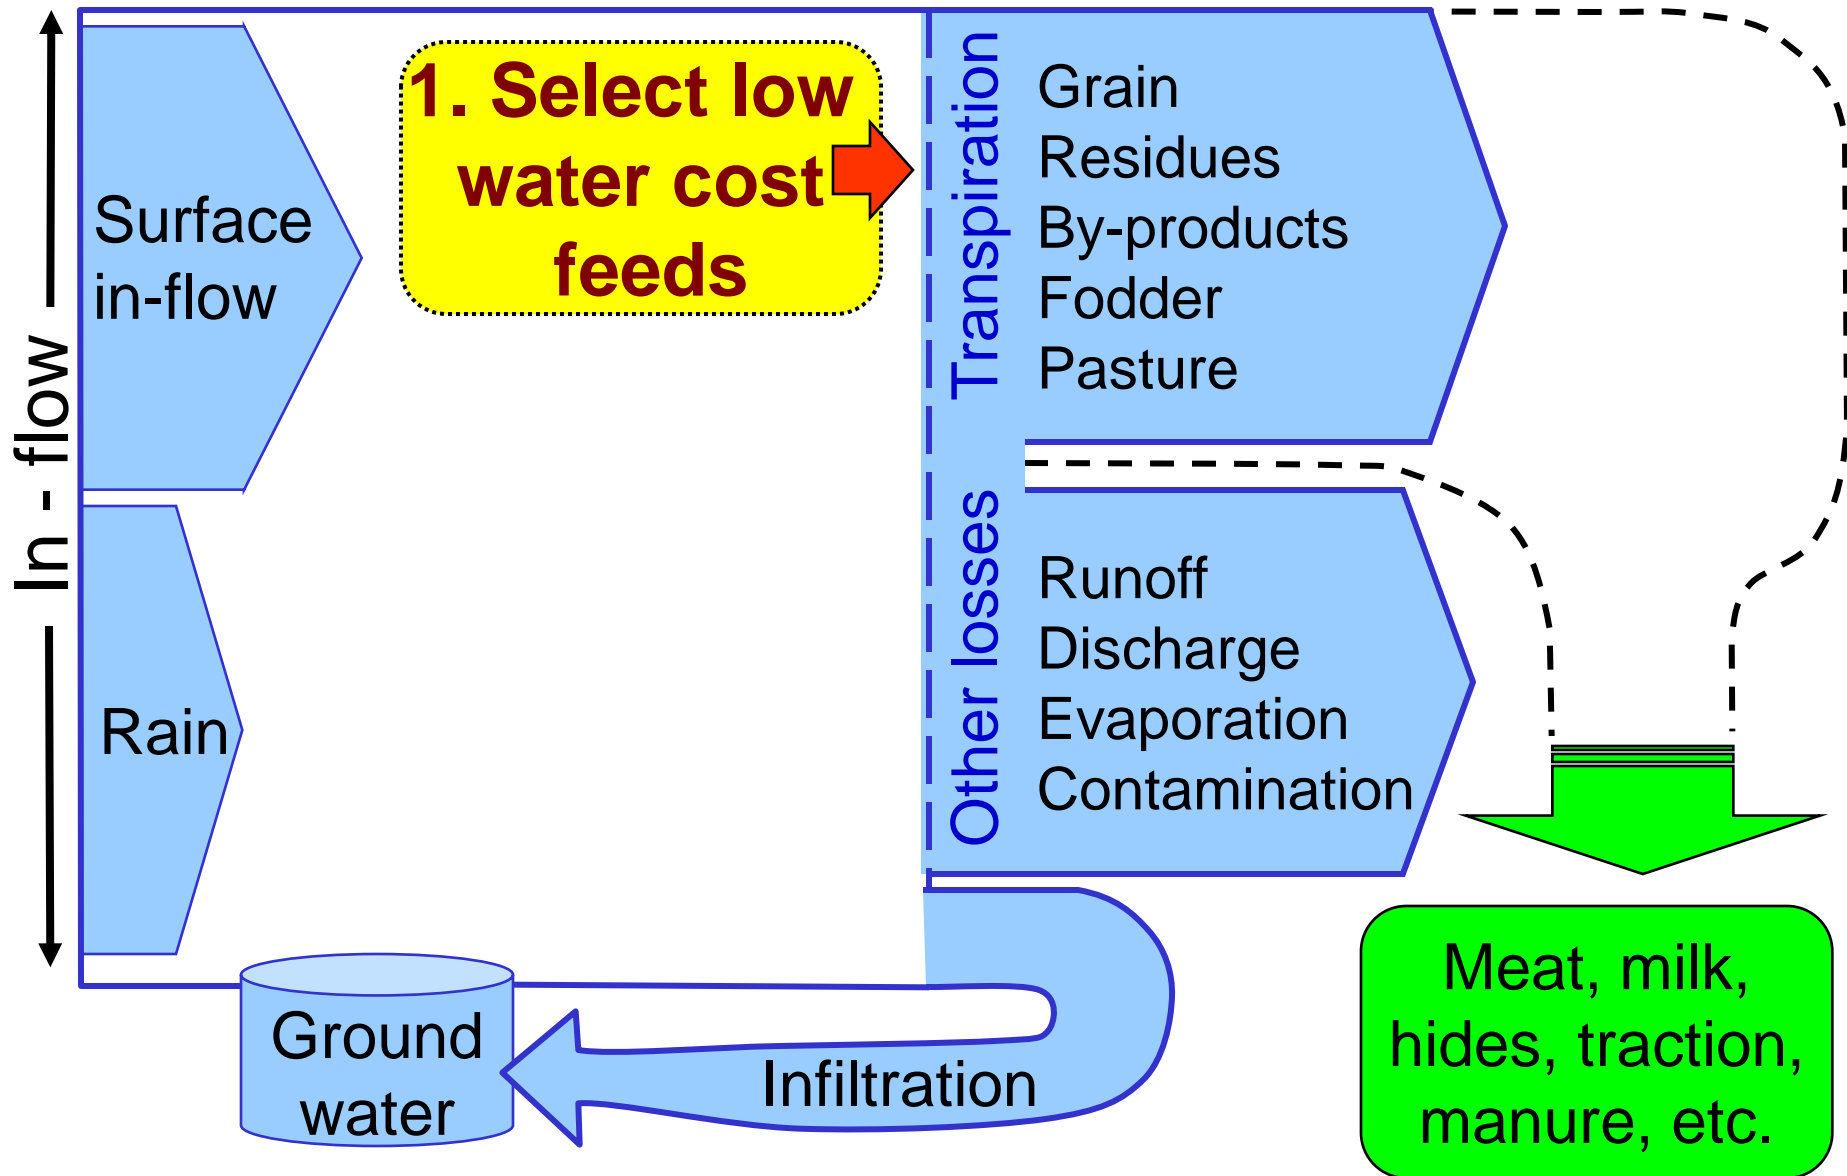 In - flow
Surface
in-flow
Rain
1. Select low
water cost
feeds
Transpiration
Grain
Residues
By-products
Fodder
Pasture
Other losses
Runoff
Discharge
Evaporation
Contamination
Ground
water
Infiltration
Meat, milk,
hides, traction,
manure, etc.